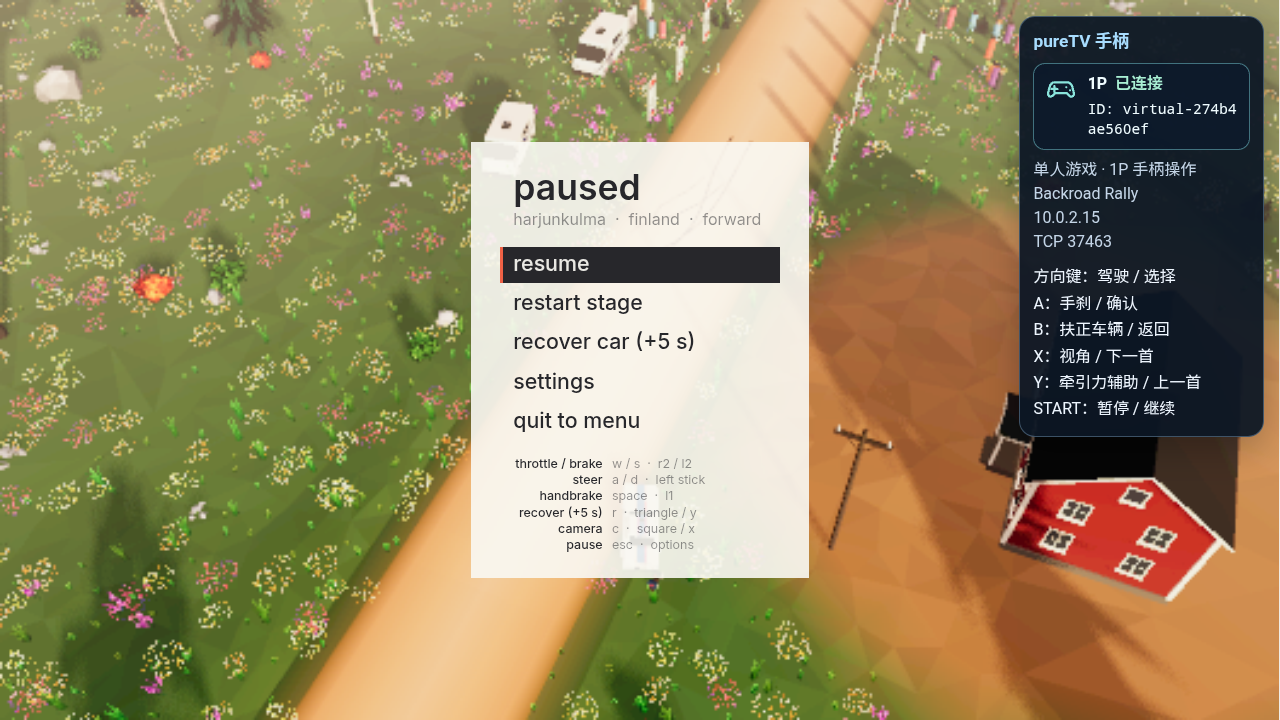 paused
harjunkulma · finland · forward
resume
restart stage
recover car (+5 s)
settings
quit to menu
throttle / brake w / s · r2 / l2
steer a / d · left stick
handbrake space · l1
recover (+5 s) r · triangle / y
camera c · square / x
pause esc · options
pureTV 手柄
1P 已连接
ID: virtual-274b4
ae560ef
单人游戏 · 1P 手柄操作
Backroad Rally
10.0.2.15
TCP 37463
方向键：驾驶 / 选择
A：手刹 / 确认
B：扶正车辆 / 返回
X：视角 / 下一首
Y：牵引力辅助 / 上一首
START：暂停 / 继续